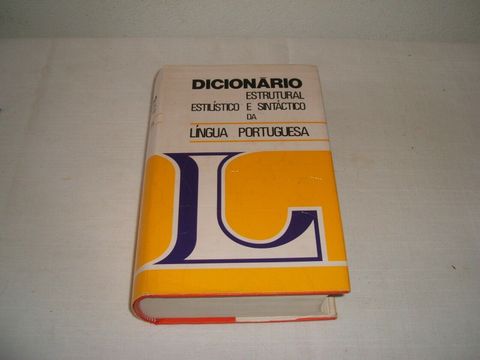 DICIONÁRIO
ESTRUTURAL
ESTILÍSTICO E SINTÁCTICO
DA
LÍNGUA PORTUGUESA
L